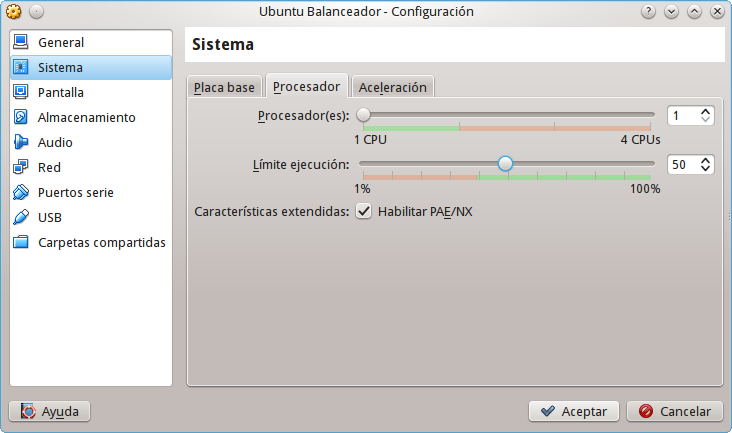 Ubuntu Balanceador - Configuración
General
Sistema
Pantalla
Almacenamiento
Audio
Red
Puertos serie
USB
Carpetas compartidas
Sistema
Placa base Procesador Aceleración
Procesador(es): 1
1 CPU 4 CPUs
Límite ejecución: 50
1% 100%
Características extendidas: Habilitar PAE/NX
Ayuda Aceptar Cancelar